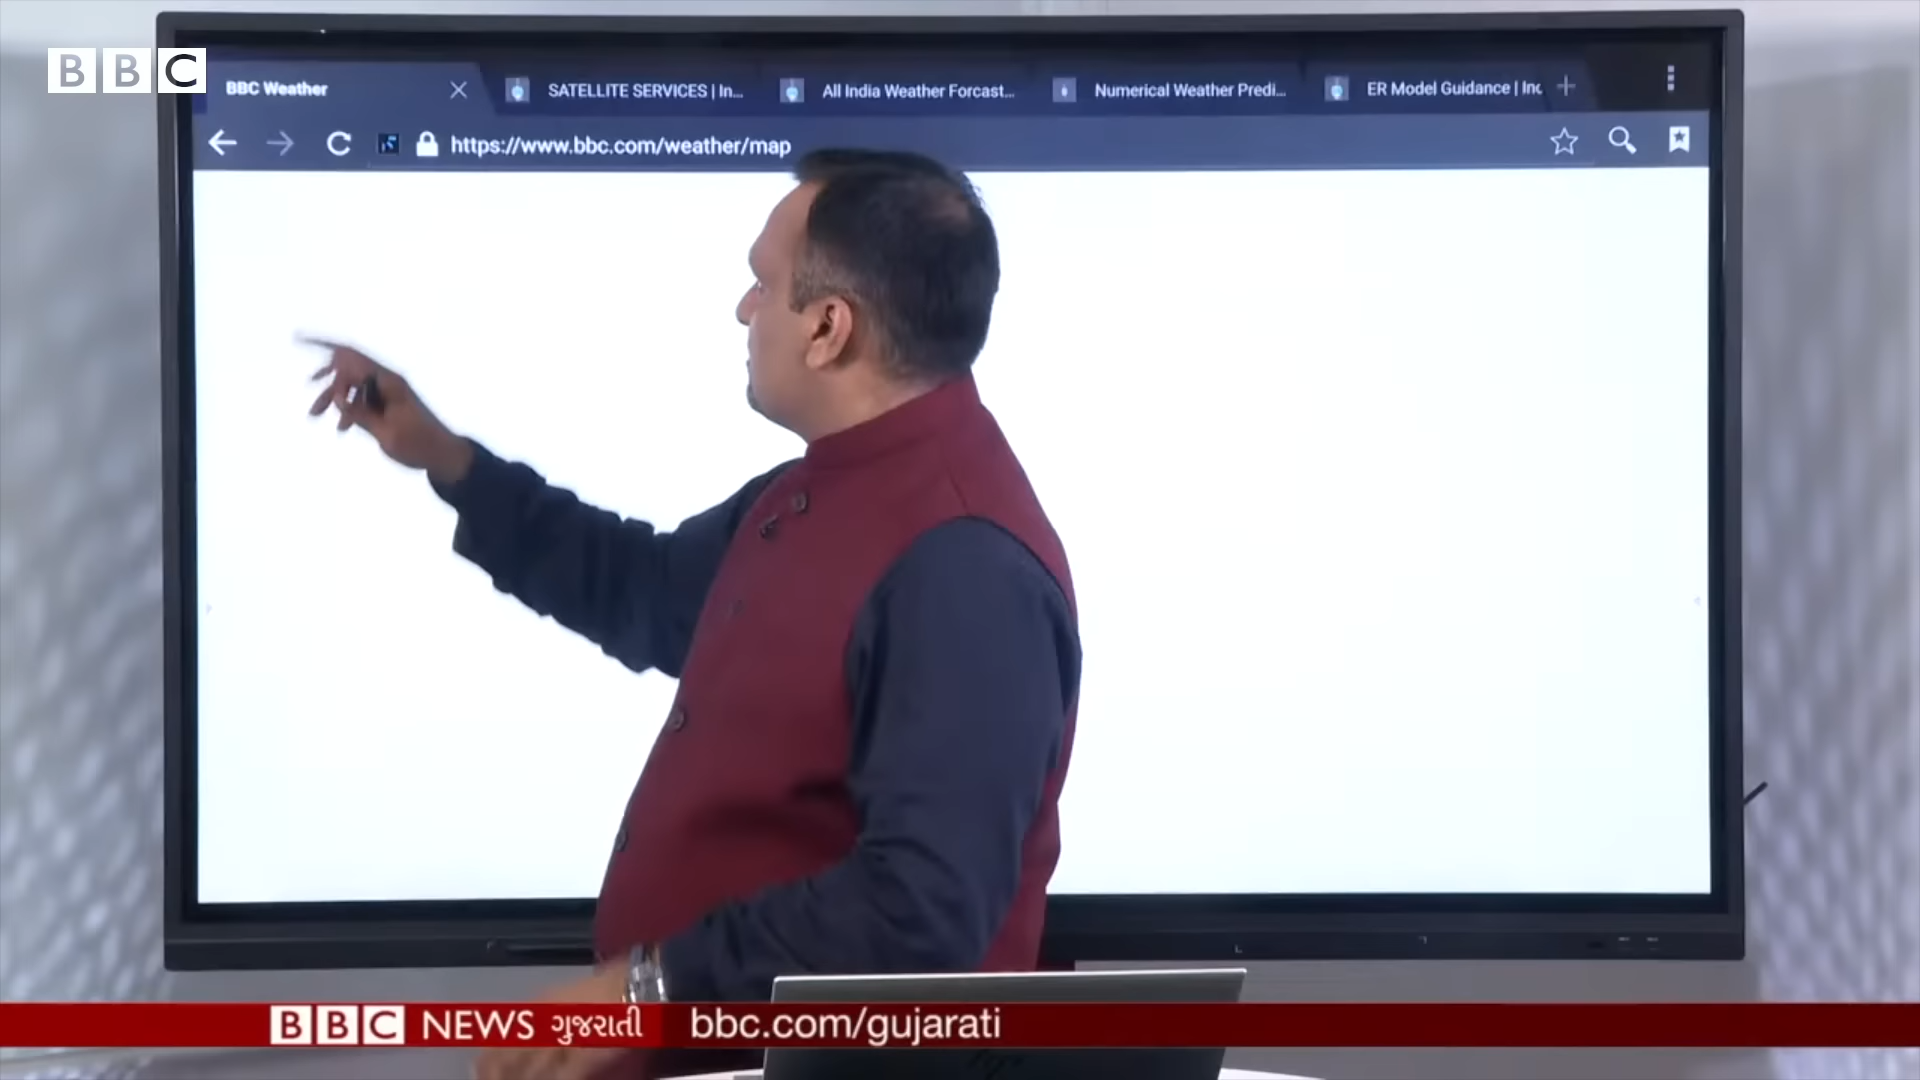 BBC
BBC Weather
SATELLITE SERVICES | In...
All India Weather Forcast...
Numerical Weather Predi...
ER Model Guidance | Inc
https://www.bbc.com/weather/map
BBC NEWS ગુજરાતી bbc.com/gujarati